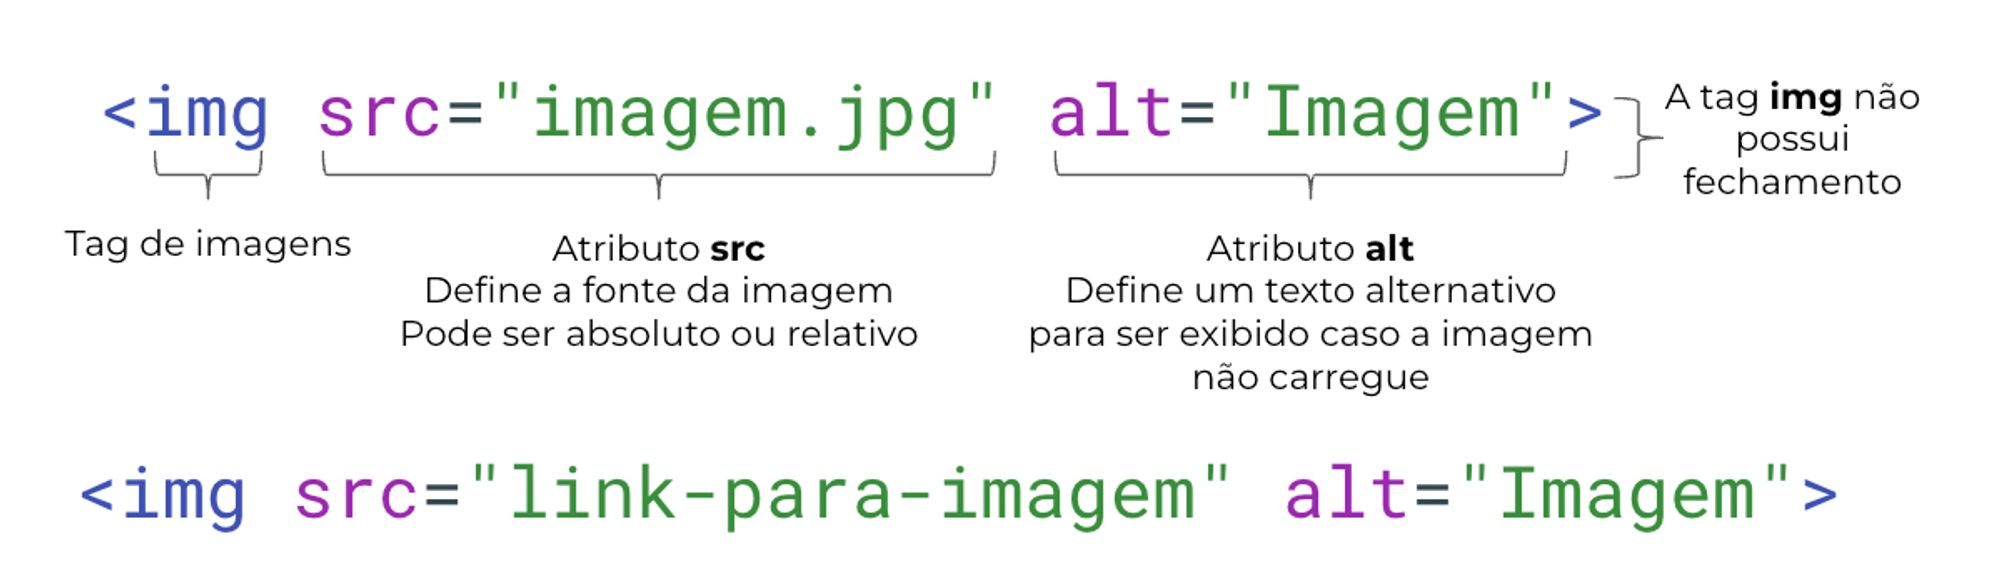 <img src="imagem.jpg" alt="Imagem">
A tag img não
possui
fechamento
Tag de imagens
Atributo src
Define a fonte da imagem
Pode ser absoluto ou relativo
Atributo alt
Define um texto alternativo
para ser exibido caso a imagem
não carregue
<img src="link-para-imagem" alt="Imagem">